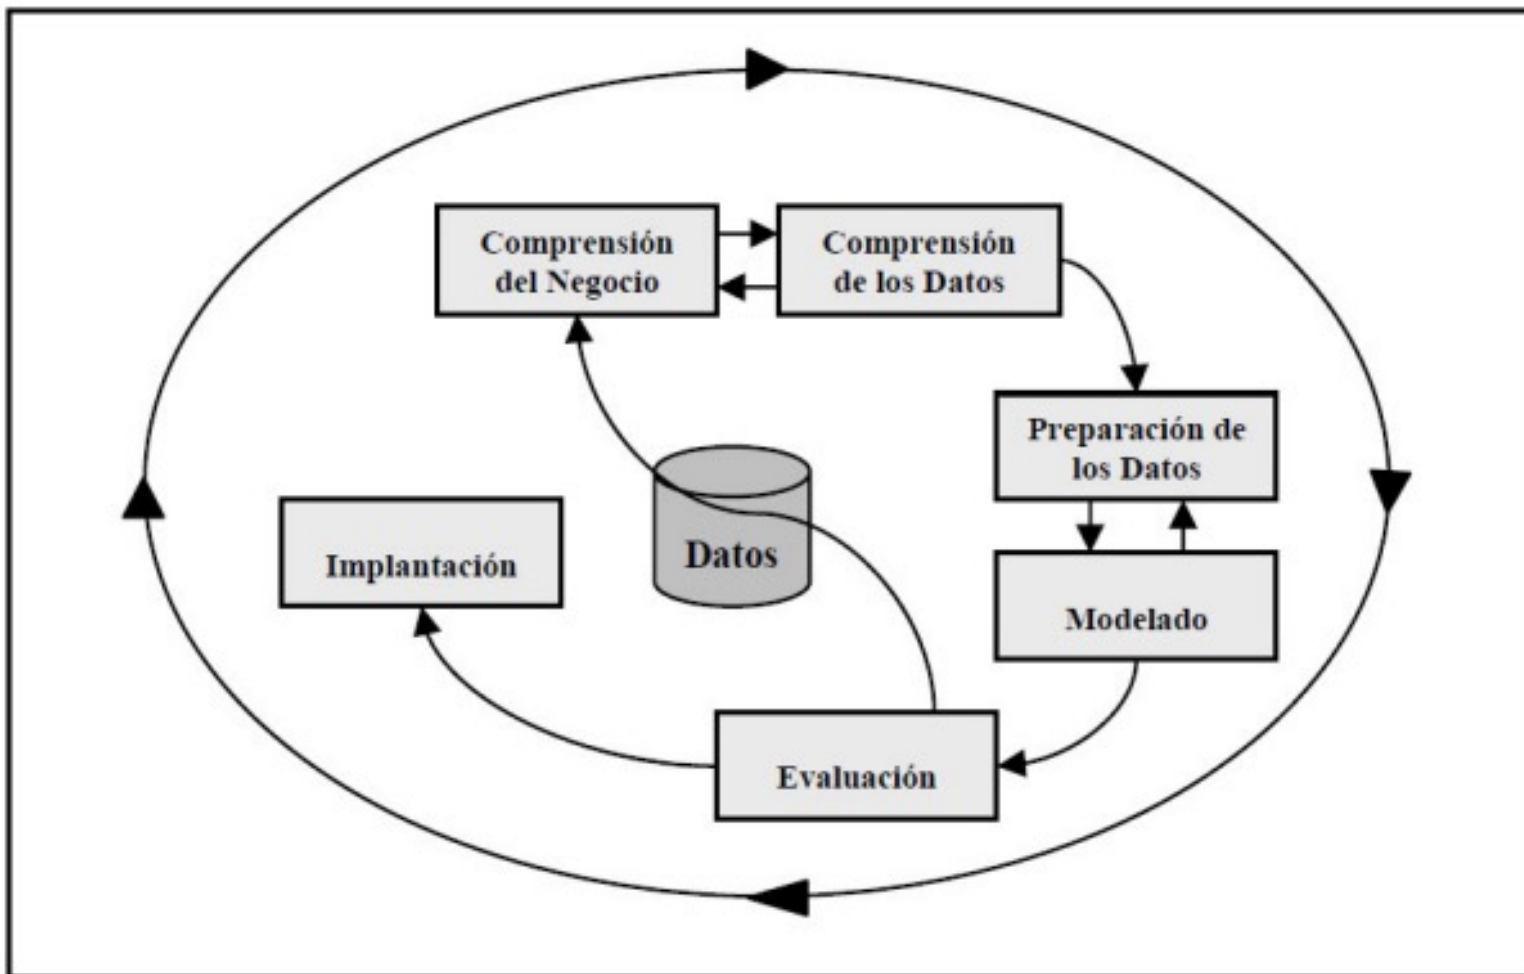 Comprensión
del Negocio
Comprensión
de los Datos
Preparación de
los Datos
Modelado
Evaluación
Implantación
Datos